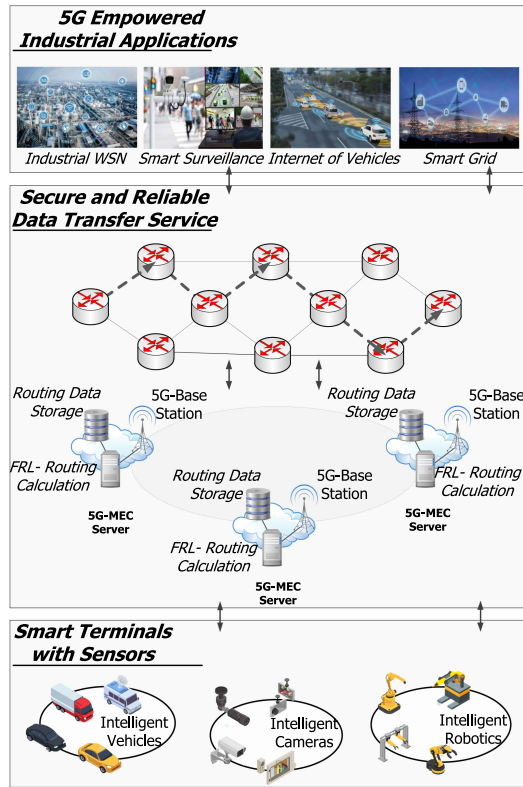 5G Empowered
Industrial Applications
Industrial WSN
Smart Surveillance
Internet of Vehicles
Smart Grid
Secure and Reliable
Data Transfer Service
Routing Data
Storage
5G-Base
Station
FRL- Routing
Calculation
5G-MEC
Server
Routing Data
Storage
5G-Base
Station
FRL- Routing
Calculation
5G-MEC
Server
Routing Data
Storage
5G-Base
Station
FRL- Routing
Calculation
5G-MEC
Server
Smart Terminals
with Sensors
Intelligent
Vehicles
Intelligent
Cameras
Intelligent
Robotics